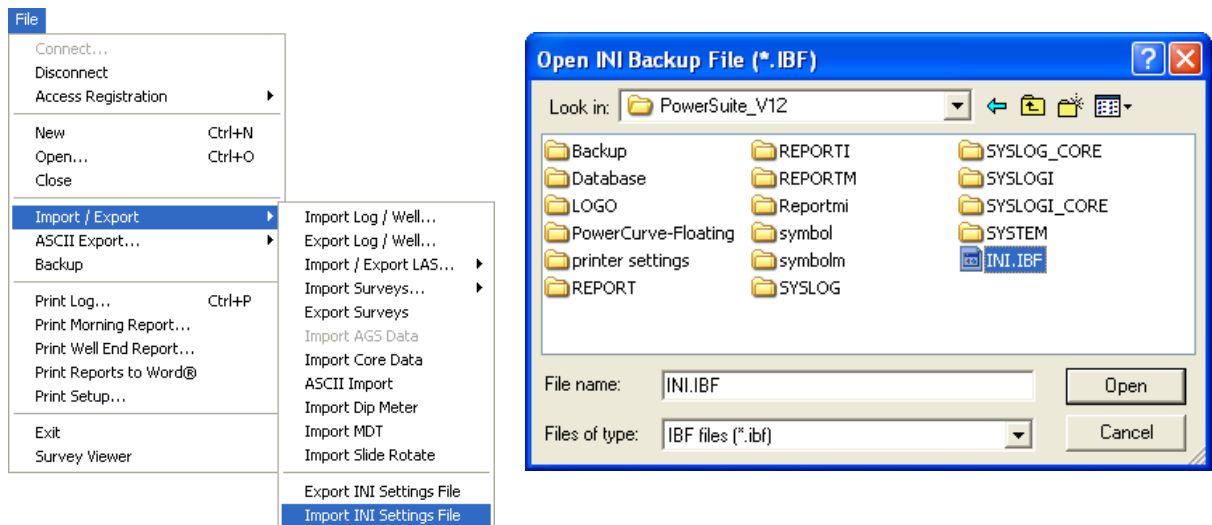 File
Connect...
Disconnect
Access Registration
New Ctrl+N
Open... Ctrl+O
Close
Import / Export
ASCII Export...
Backup
Print Log... Ctrl+P
Print Morning Report...
Print Well End Report...
Print Reports to Word®
Print Setup...
Exit
Survey Viewer
Import Log / Well...
Export Log / Well...
Import / Export LAS...
Import Surveys...
Export Surveys
Import AGS Data
Import Core Data
ASCII Import
Import Dip Meter
Import MDT
Import Slide Rotate
Export INI Settings File
Import INI Settings File
Open INI Backup File (*.IBF)
Look in: PowerSuite_V12
Backup
Database
LOGO
PowerCurve-Floating
printer settings
REPORT
REPORTI
REPORTM
Reportmi
symbol
symbolm
SYSLOG
SYSLOG_CORE
SYSLOGI
SYSLOGI_CORE
SYSTEM
INI.IBF
File name: INI.IBF
Open
Files of type: IBF files (*.ibf)
Cancel